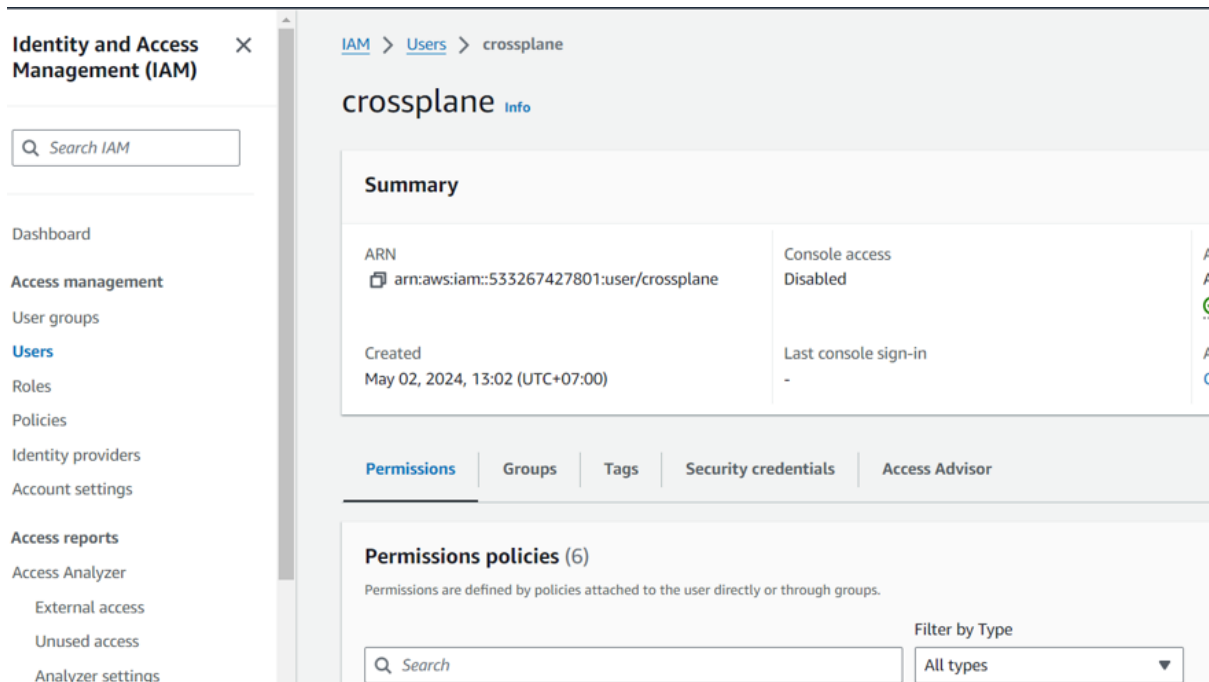 Identity and Access
Management (IAM)
Search IAM
Dashboard
Access management
User groups
Users
Roles
Policies
Identity providers
Account settings
Access reports
Access Analyzer
External access
Unused access
Analyzer settings
IAM > Users > crossplane
crossplane Info
Summary
ARN
arn:aws:iam::533267427801:user/crossplane
Console access
Disabled
Created
May 02, 2024, 13:02 (UTC+07:00)
Last console sign-in
-
Permissions
Groups
Tags
Security credentials
Access Advisor
Permissions policies (6)
Permissions are defined by policies attached to the user directly or through groups.
Filter by Type
Search
All types